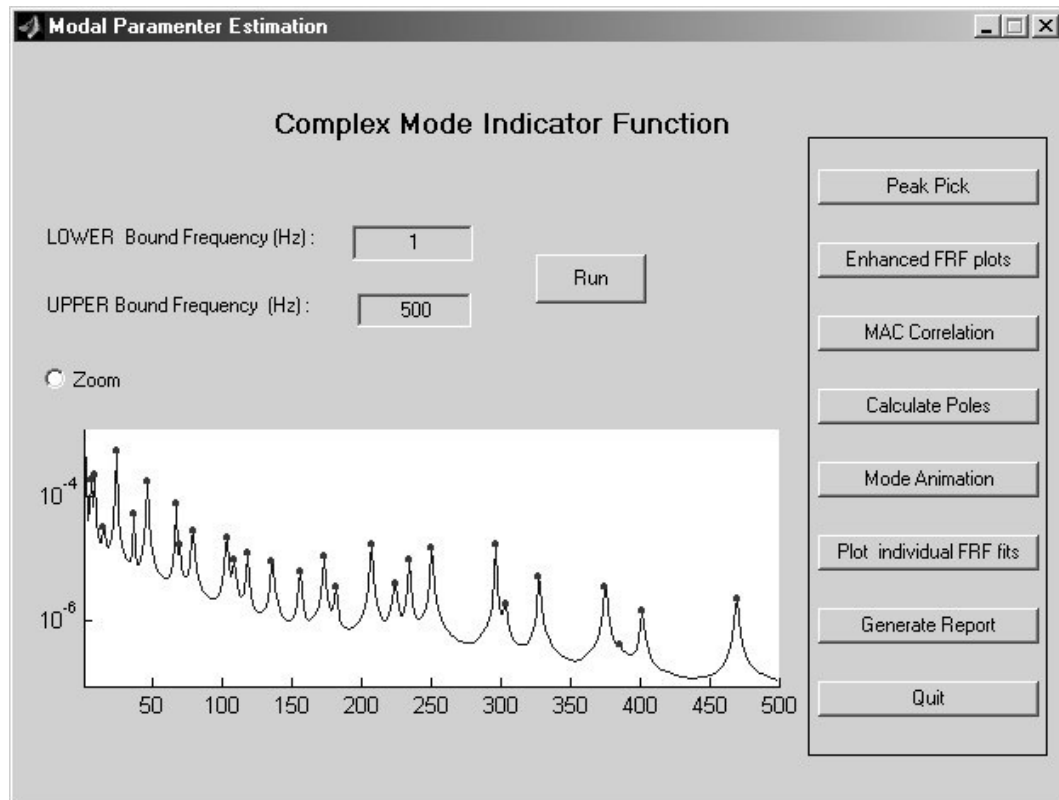 Modal Paramenter Estimation
Complex Mode Indicator Function
LOWER Bound Frequency (Hz) :
1
UPPER Bound Frequency (Hz) :
500
Run
Zoom
10-4
10-6
50 100 150 200 250 300 350 400 450 500
Peak Pick
Enhanced FRF plots
MAC Correlation
Calculate Poles
Mode Animation
Plot individual FRF fits
Generate Report
Quit